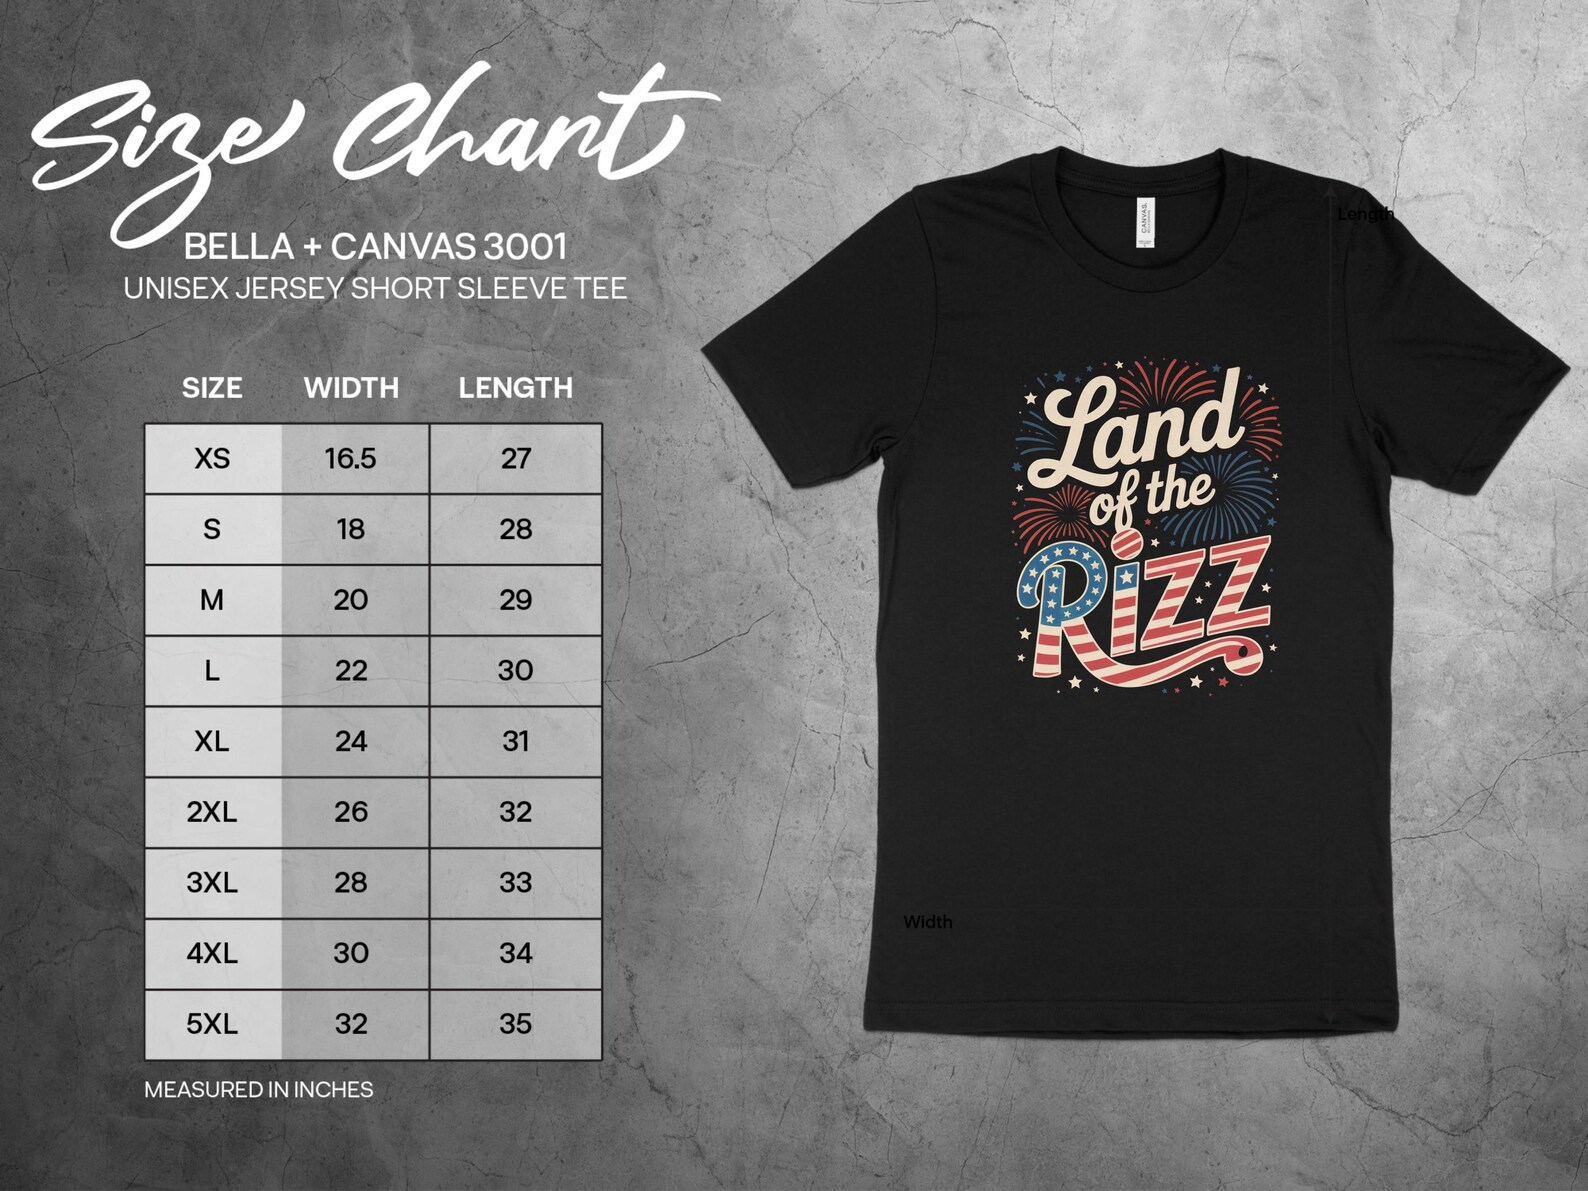 Size Chart
BELLA + CANVAS 3001
UNISEX JERSEY SHORT SLEEVE TEE
SIZE WIDTH LENGTH
XS 16.5 27
S 18 28
M 20 29
L 22 30
XL 24 31
2XL 26 32
3XL 28 33
4XL 30 34
5XL 32 35
MEASURED IN INCHES
CANVAS.
Length
Land
of the
Rizz
Width